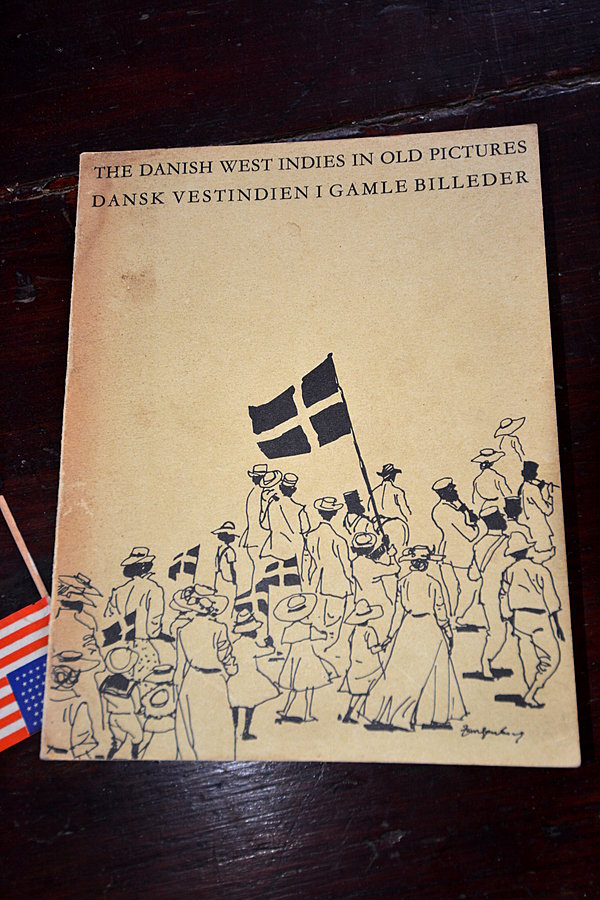 THE DANISH WEST INDIES IN OLD PICTURES
DANSK VESTINDIEN I GAMLE BILLEDER